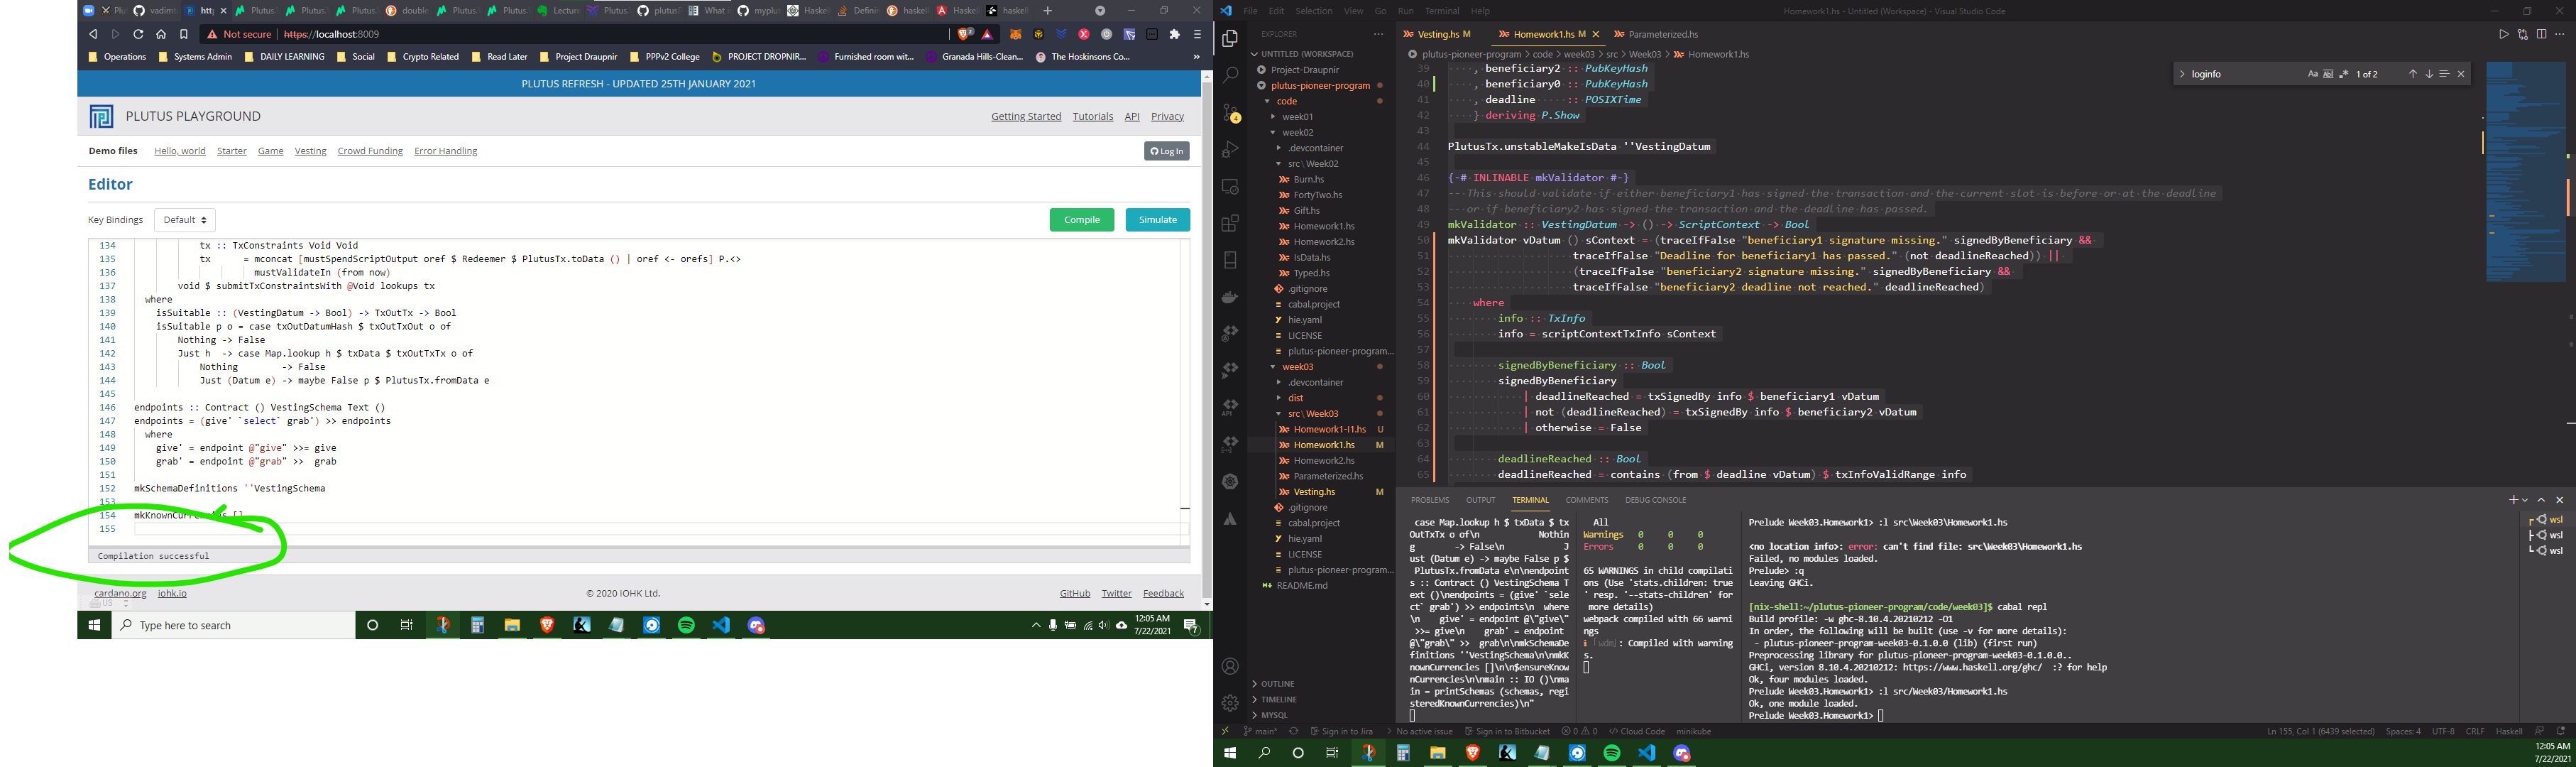 Plu
vadimt
htt
Plutus.
Plutus.
Plutus.
double
Plutus.
Plutus.
Lecture
Plutus
plutus
What
myplut
Haskel
Definin
haskel
Haskel
haskel
Not secure
https://localhost:8009
Operations
Systems Admin
DAILY LEARNING
Social
Crypto Related
Read Later
Project Draupnir
PPPv2 College
PROJECT DROPNIR...
Furnished room wit...
Granada Hills-Clean...
The Hoskinsons Co...
»
PLUTUS REFRESH - UPDATED 25TH JANUARY 2021
PLUTUS PLAYGROUND
Getting Started Tutorials API Privacy
Demo files Hello, world Starter Game Vesting Crowd Funding Error Handling
Log In
Editor
Key Bindings Default
Compile Simulate
134 tx :: TxConstraints Void Void
135 tx = mconcat [mustSpendScriptOutput oref $ Redeemer $ PlutusTx.toData () | oref <- orefs] P.<>
136 mustValidateIn (from now)
137 void $ submitTxConstraintsWith @Void lookups tx
138 where
139 isSuitable :: (VestingDatum -> Bool) -> TxOutTx -> Bool
140 isSuitable p o = case txOutDatumHash $ txOutTxOut o of
141 Nothing -> False
142 Just h -> case Map.lookup h $ txData $ txOutTxTx o of
143 Nothing -> False
144 Just (Datum e) -> maybe False p $ PlutusTx.fromData e
145
146 endpoints :: Contract () VestingSchema Text ()
147 endpoints = (give' `select` grab') >> endpoints
148 where
149 give' = endpoint @"give" >>= give
150 grab' = endpoint @"grab" >> grab
151
152 mkSchemaDefinitions ''VestingSchema
153
154 mkKnownCurrencies []
155
Compilation successful
cardano.org iohk.io
© 2020 IOHK Ltd.
GitHub Twitter Feedback
US
Type here to search
12:05 AM
7/22/2021
7
File Edit Selection View Go Run Terminal Help
Homework1.hs - Untitled (Workspace) - Visual Studio Code
EXPLORER
UNTITLED (WORKSPACE)
Project-Draupnir
plutus-pioneer-program
code
week01
week02
.devcontainer
src\Week02
Burn.hs
FortyTwo.hs
Gift.hs
Homework1.hs
Homework2.hs
IsData.hs
Typed.hs
.gitignore
cabal.project
hie.yaml
LICENSE
plutus-pioneer-program...
week03
.devcontainer
dist
src\Week03
Homework1-I1.hs U
Homework1.hs M
Homework2.hs
Parameterized.hs
Vesting.hs M
.gitignore
cabal.project
hie.yaml
LICENSE
plutus-pioneer-program...
README.md
OUTLINE
TIMELINE
MYSQL
Vesting.hs M
Homework1.hs M
Parameterized.hs
plutus-pioneer-program > code > week03 > src > Week03 > Homework1.hs
loginfo
1 of 2
39 , beneficiary2 :: PubKeyHash
40 , beneficiary0 :: PubKeyHash
41 , deadline :: POSIXTime
42 } deriving P.Show
43
44 PlutusTx.unstableMakeIsData ''VestingDatum
45
46 {-# INLINABLE mkValidator #-}
47 -- This should validate if either beneficiary1 has signed the transaction and the current slot is before or at the deadline
48 -- or if beneficiary2 has signed the transaction and the deadline has passed.
49 mkValidator :: VestingDatum -> () -> ScriptContext -> Bool
50 mkValidator vDatum () sContext = (traceIfFalse "beneficiary1 signature missing." signedByBeneficiary &&
51 traceIfFalse "Deadline for beneficiary1 has passed." (not deadlineReached)) ||
52 (traceIfFalse "beneficiary2 signature missing." signedByBeneficiary &&
53 traceIfFalse "beneficiary2 deadline not reached." deadlineReached)
54 where
55 info :: TxInfo
56 info = scriptContextTxInfo sContext
57
58 signedByBeneficiary :: Bool
59 signedByBeneficiary
60 | deadlineReached = txSignedBy info $ beneficiary1 vDatum
61 | not (deadlineReached) = txSignedBy info $ beneficiary2 vDatum
62 | otherwise = False
63
64 deadlineReached :: Bool
65 deadlineReached = contains (from $ deadline vDatum) $ txInfoValidRange info
PROBLEMS OUTPUT TERMINAL COMMENTS DEBUG CONSOLE
case Map.lookup h $ txData $ tx
OutTxTx o of\n Nothin
g -> False\n J
ust (Datum e) -> maybe False p $
PlutusTx.fromData e\n\nendpoint
s :: Contract () VestingSchema T
ext ()\nendpoints = (give' `sele
ct` grab') >> endpoints\n where
\n give' = endpoint @\"give\"
>>= give\n grab' = endpoint
@\"grab\" >> grab\n\nmkSchemaDe
finitions ''VestingSchema\n\nmkK
nownCurrencies []\n\n$ensureKnow
nCurrencies\n\nmain :: IO ()\nma
in = printSchemas (schemas, regi
steredKnownCurrencies)\n"
All
Warnings 0 0 0
Errors 0 0 0
65 WARNINGS in child compilati
ons (Use 'stats.children: true
' resp. '--stats-children' for
more details)
webpack compiled with 66 warni
ngs
i ｢wdm｣: Compiled with warning
s.
Prelude Week03.Homework1> :l src\Week03\Homework1.hs
<no location info>: error: can't find file: src\Week03\Homework1.hs
Failed, no modules loaded.
Prelude> :q
Leaving GHCi.
[nix-shell:~/plutus-pioneer-program/code/week03]$ cabal repl
Build profile: -w ghc-8.10.4.20210212 -O1
In order, the following will be built (use -v for more details):
- plutus-pioneer-program-week03-0.1.0.0 (lib) (first run)
Preprocessing library for plutus-pioneer-program-week03-0.1.0.0..
GHCi, version 8.10.4.20210212: https://www.haskell.org/ghc/ :? for help
Ok, four modules loaded.
Prelude Week03.Homework1> :l src/Week03/Homework1.hs
Ok, one module loaded.
Prelude Week03.Homework1>
wsl
wsl
wsl
main* Sign in to Jira No active issue Sign in to Bitbucket 0 0 Cloud Code minikube
Ln 155, Col 1 (6439 selected) Spaces: 4 UTF-8 CRLF Haskell
12:05 AM
7/22/2021